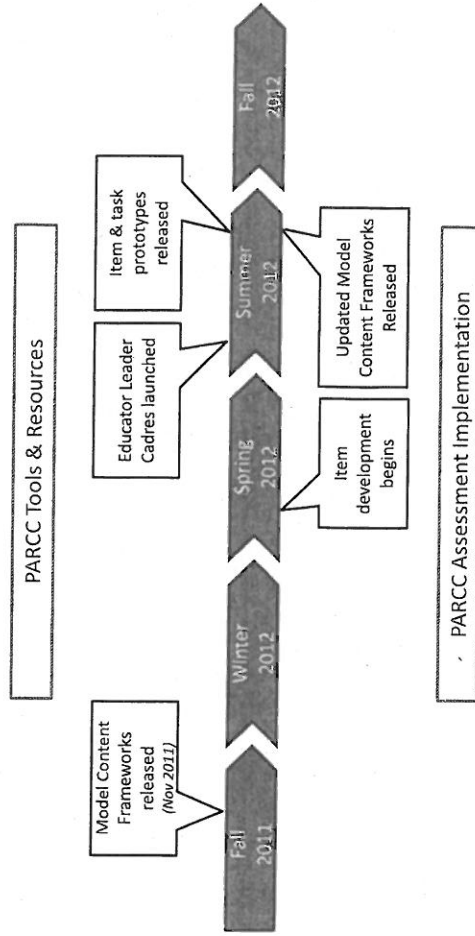 PARCC Tools & Resources
Model Content
Frameworks
released
(Nov 2011)
Educator Leader
Cadres launched
Item & task
prototypes
released
Fall
2011
Winter
2012
Spring
2012
Summer
2012
Fall
2012
Item
development
begins
Updated Model
Content Frameworks
Released
PARCC Assessment Implementation